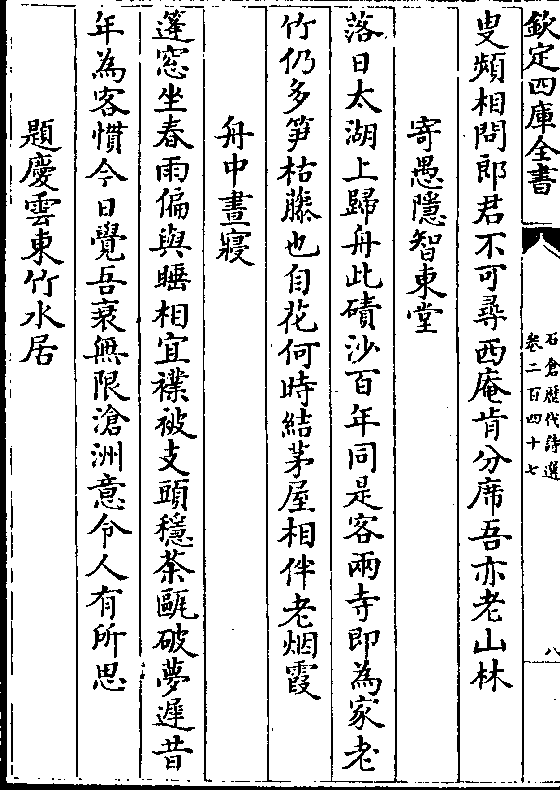 欽定四庫全書
石倉歷代詩選
卷二百四十七
八
叟頻相問郎君不可尋西庵肯分席吾亦老山林
寄愚隱智東堂
落日太湖上歸舟此磧沙百年同是客兩寺即為家老
竹仍多笋枯藤也自花何時結茅屋相伴老烟霞
舟中晝寢
篷窓坐春雨偏與睡相宜襆被支頭穩茶甌破夢遲昔
年為客慣今日覺吾衰無限滄洲意令人有所思
題慶雲東竹水居